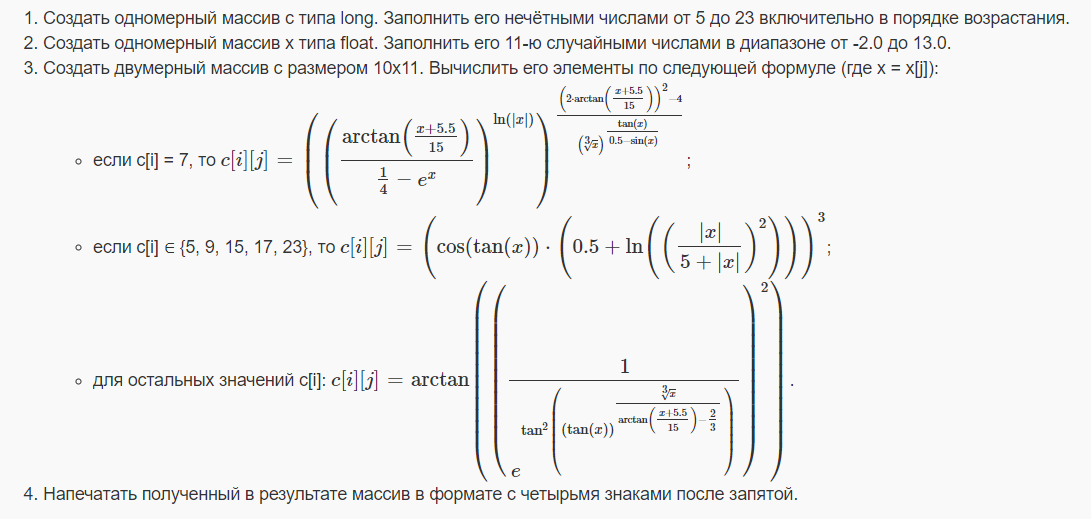 1. Создать одномерный массив с типа long. Заполнить его нечётными числами от 5 до 23 включительно в порядке возрастания.
2. Создать одномерный массив x типа float. Заполнить его 11-ю случайными числами в диапазоне от -2.0 до 13.0.
3. Создать двумерный массив с размером 10x11. Вычислить его элементы по следующей формуле (где x = x[j]):
◦ если c[i] = 7, то c[i][j] = ((arctan((x+5.5)/15) / (1/4 − e^x))^ln(|x|))^(((2·arctan((x+5.5)/15))^2−4) / (∛x)^(tan(x)/(0.5−sin(x)))) ;
◦ если c[i] ∈ {5, 9, 15, 17, 23}, то c[i][j] = (cos(tan(x)) · (0.5 + ln((|x| / (5 + |x|))^2)))^3 ;
◦ для остальных значений c[i]: c[i][j] = arctan((1 / e^(tan^2((tan(x))^(∛x / (arctan((x+5.5)/15)−2/3)))))^2) .
4. Напечатать полученный в результате массив в формате с четырьмя знаками после запятой.